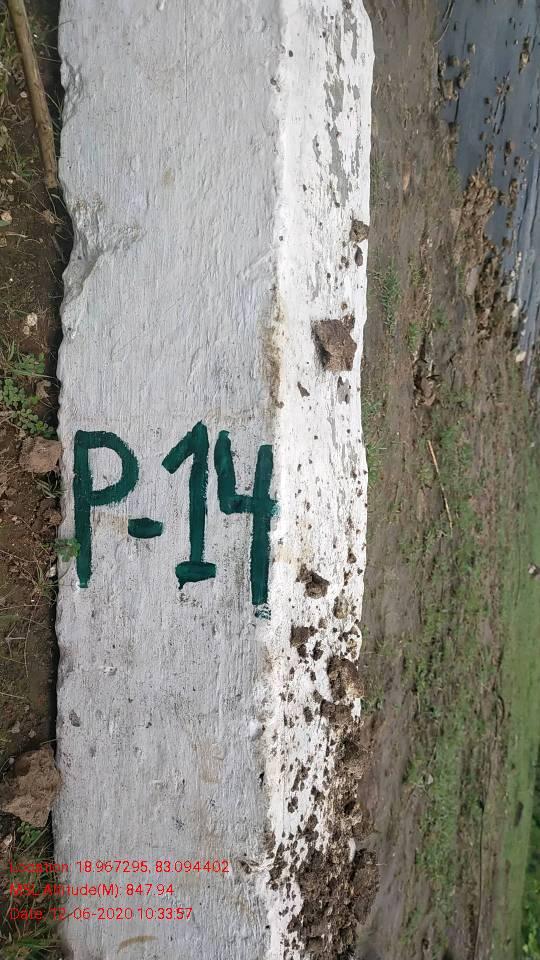 P-14
Location: 18.967295, 83.094402
MSL Altitude(M): 847.94
Date: 12-06-2020 10:33:57